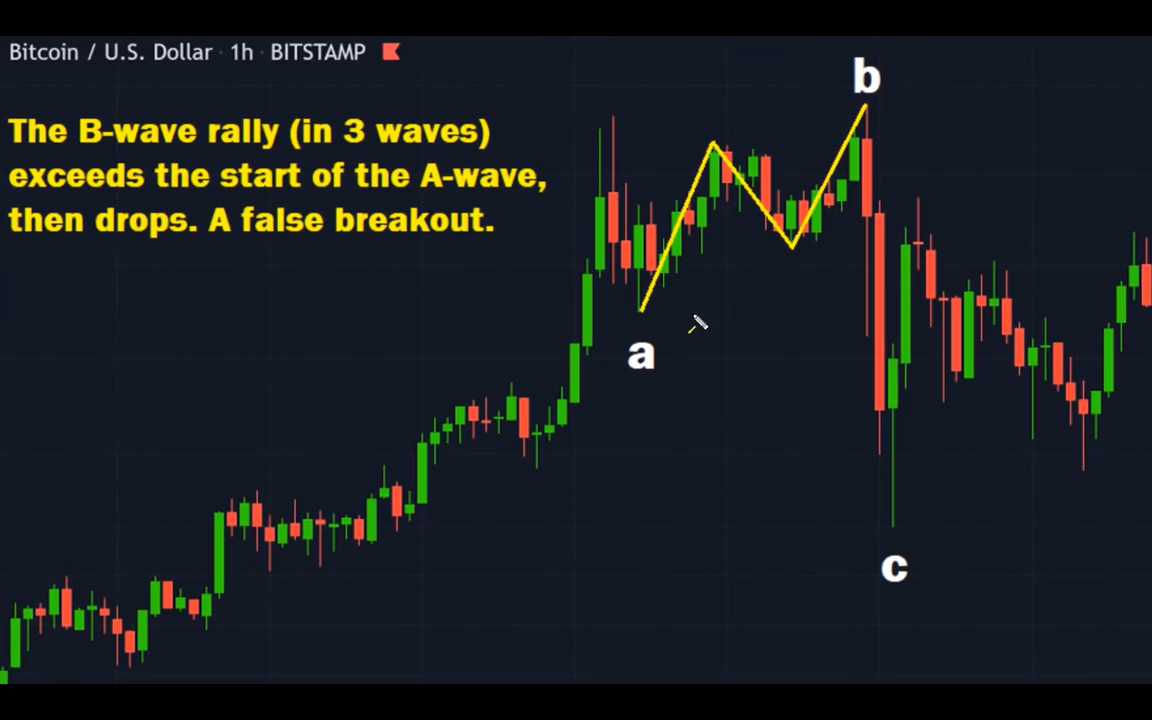 Bitcoin / U.S. Dollar · 1h · BITSTAMP
b
The B-wave rally (in 3 waves)
exceeds the start of the A-wave,
then drops. A false breakout.
a
c